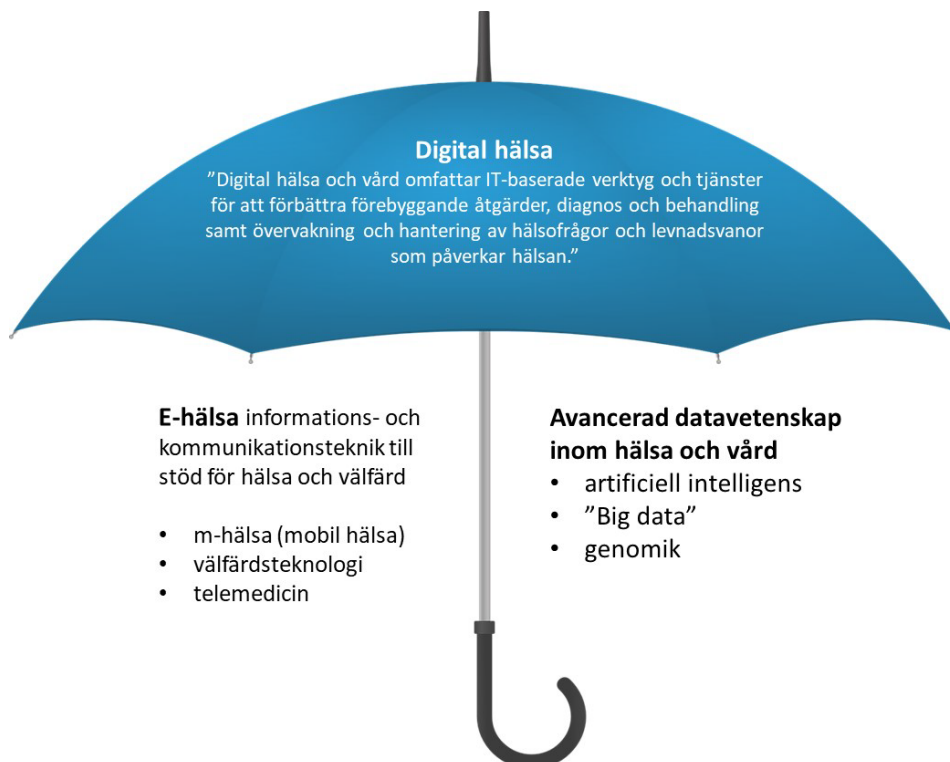 Digital hälsa
”Digital hälsa och vård omfattar IT-baserade verktyg och tjänster
för att förbättra förebyggande åtgärder, diagnos och behandling
samt övervakning och hantering av hälsofrågor och levnadsvanor
som påverkar hälsan.”
E-hälsa informations- och
kommunikationsteknik till
stöd för hälsa och välfärd
• m-hälsa (mobil hälsa)
• välfärdsteknologi
• telemedicin
Avancerad datavetenskap
inom hälsa och vård
• artificiell intelligens
• ”Big data”
• genomik